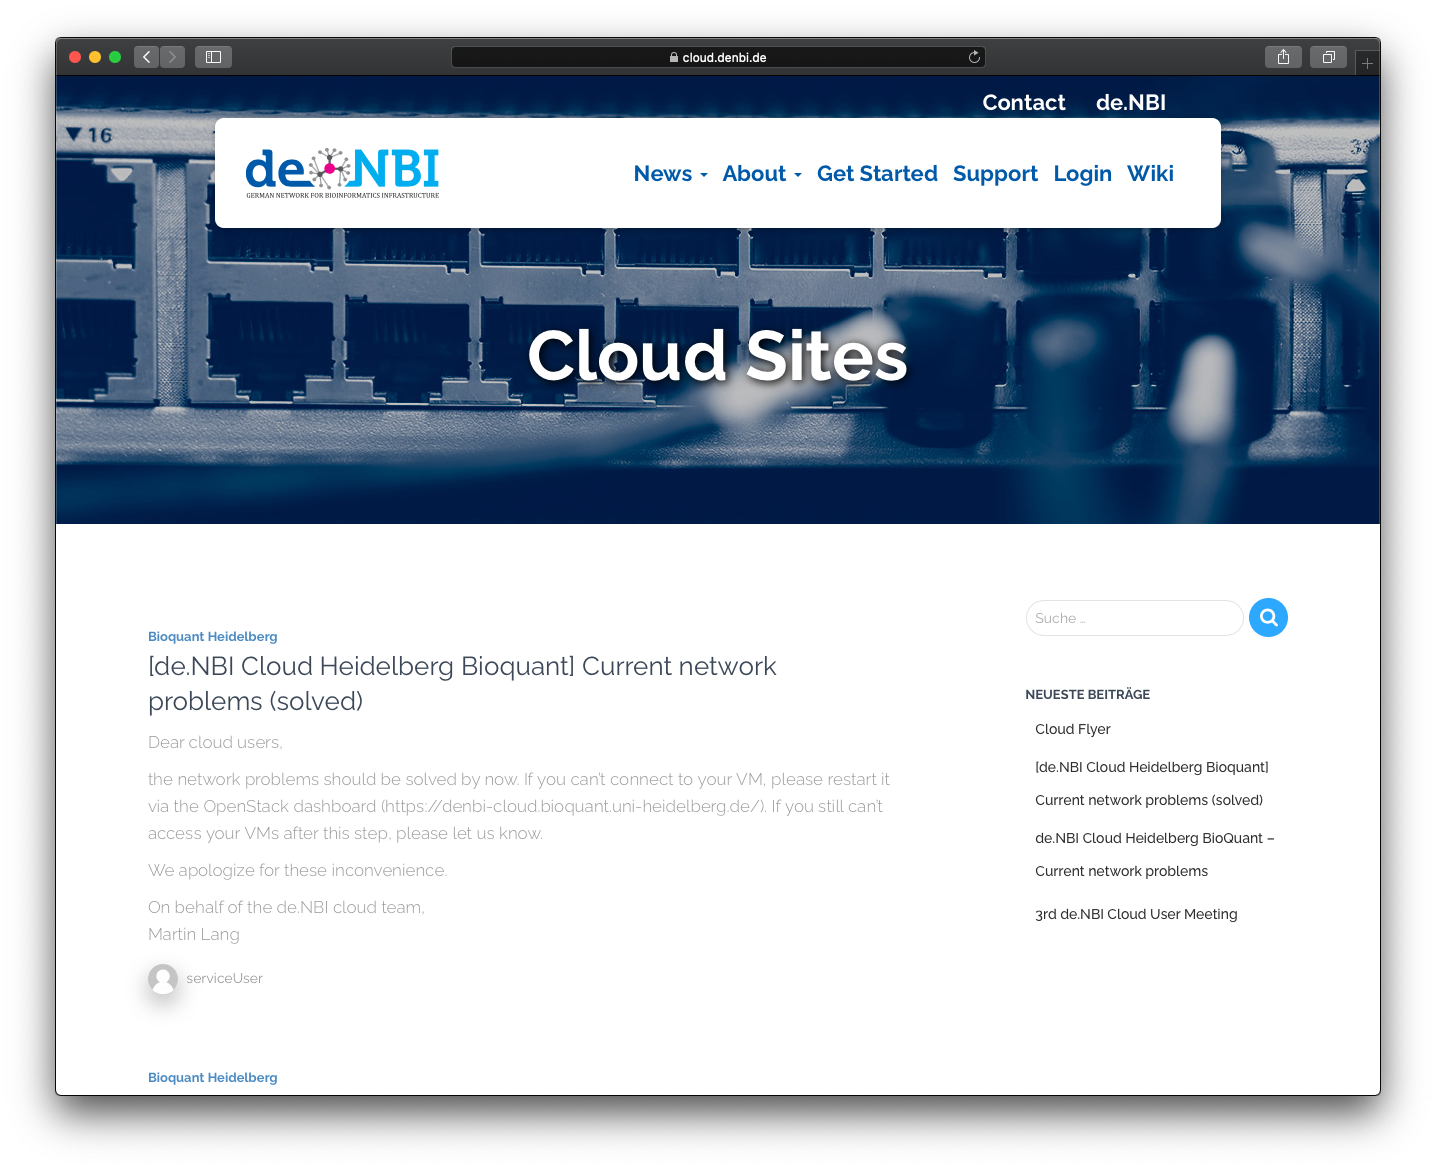 cloud.denbi.de
Contact de.NBI
16
de.NBI
GERMAN NETWORK FOR BIOINFORMATICS INFRASTRUCTURE
News About Get Started Support Login Wiki
Cloud Sites
Suche …
Bioquant Heidelberg
[de.NBI Cloud Heidelberg Bioquant] Current network
problems (solved)
Dear cloud users,
the network problems should be solved by now. If you can't connect to your VM, please restart it
via the OpenStack dashboard (https://denbi-cloud.bioquant.uni-heidelberg.de/). If you still can't
access your VMs after this step, please let us know.
We apologize for these inconvenience.
On behalf of the de.NBI cloud team,
Martin Lang
serviceUser
Bioquant Heidelberg
NEUESTE BEITRÄGE
Cloud Flyer
[de.NBI Cloud Heidelberg Bioquant]
Current network problems (solved)
de.NBI Cloud Heidelberg BioQuant –
Current network problems
3rd de.NBI Cloud User Meeting